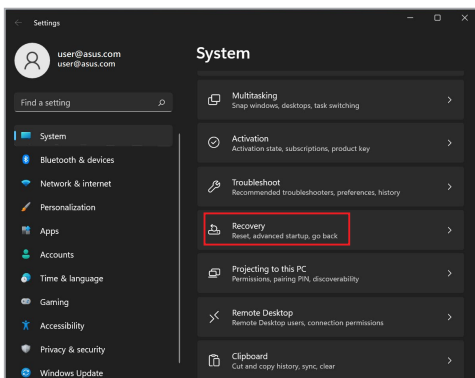 Settings
user@asus.com
user@asus.com
Find a setting
System
Bluetooth & devices
Network & internet
Personalization
Apps
Accounts
Time & language
Gaming
Accessibility
Privacy & security
Windows Update
System
Multitasking
Snap windows, desktops, task switching
Activation
Activation state, subscriptions, product key
Troubleshoot
Recommended troubleshooters, preferences, history
Recovery
Reset, advanced startup, go back
Projecting to this PC
Permissions, pairing PIN, discoverability
Remote Desktop
Remote Desktop users, connection permissions
Clipboard
Cut and copy history, sync, clear